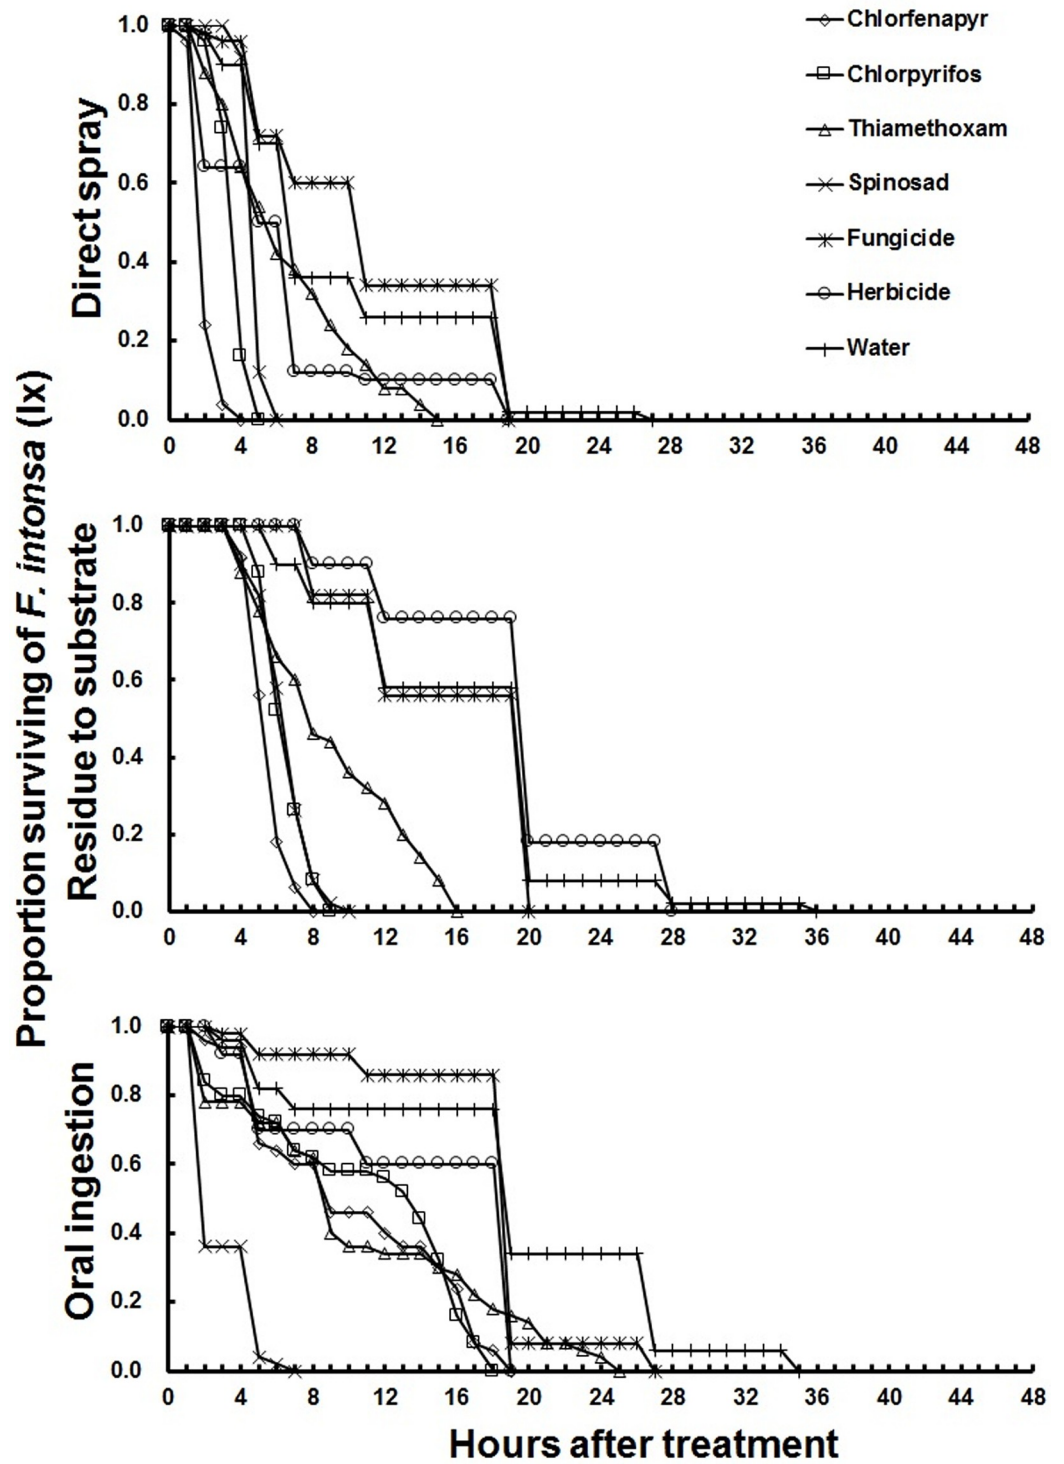 Proportion surviving of F. intonsa (lx)
Direct spray
1.0
0.8
0.6
0.4
0.2
0.0
0 4 8 12 16 20 24 28 32 36 40 44 48
Chlorfenapyr
Chlorpyrifos
Thiamethoxam
Spinosad
Fungicide
Herbicide
Water
Residue to substrate
1.0
0.8
0.6
0.4
0.2
0.0
0 4 8 12 16 20 24 28 32 36 40 44 48
Oral ingestion
1.0
0.8
0.6
0.4
0.2
0.0
0 4 8 12 16 20 24 28 32 36 40 44 48
Hours after treatment